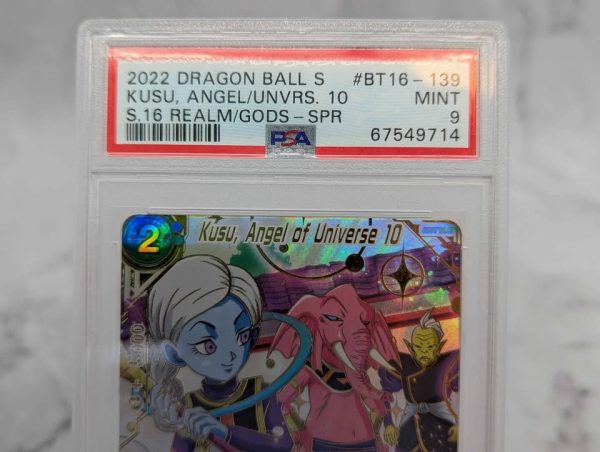 2022 DRAGON BALL S #BT16-139
KUSU, ANGEL/UNVRS. 10 MINT
S.16 REALM/GODS-SPR 9
67549714
PSA
2 Kusu, Angel of Universe 10